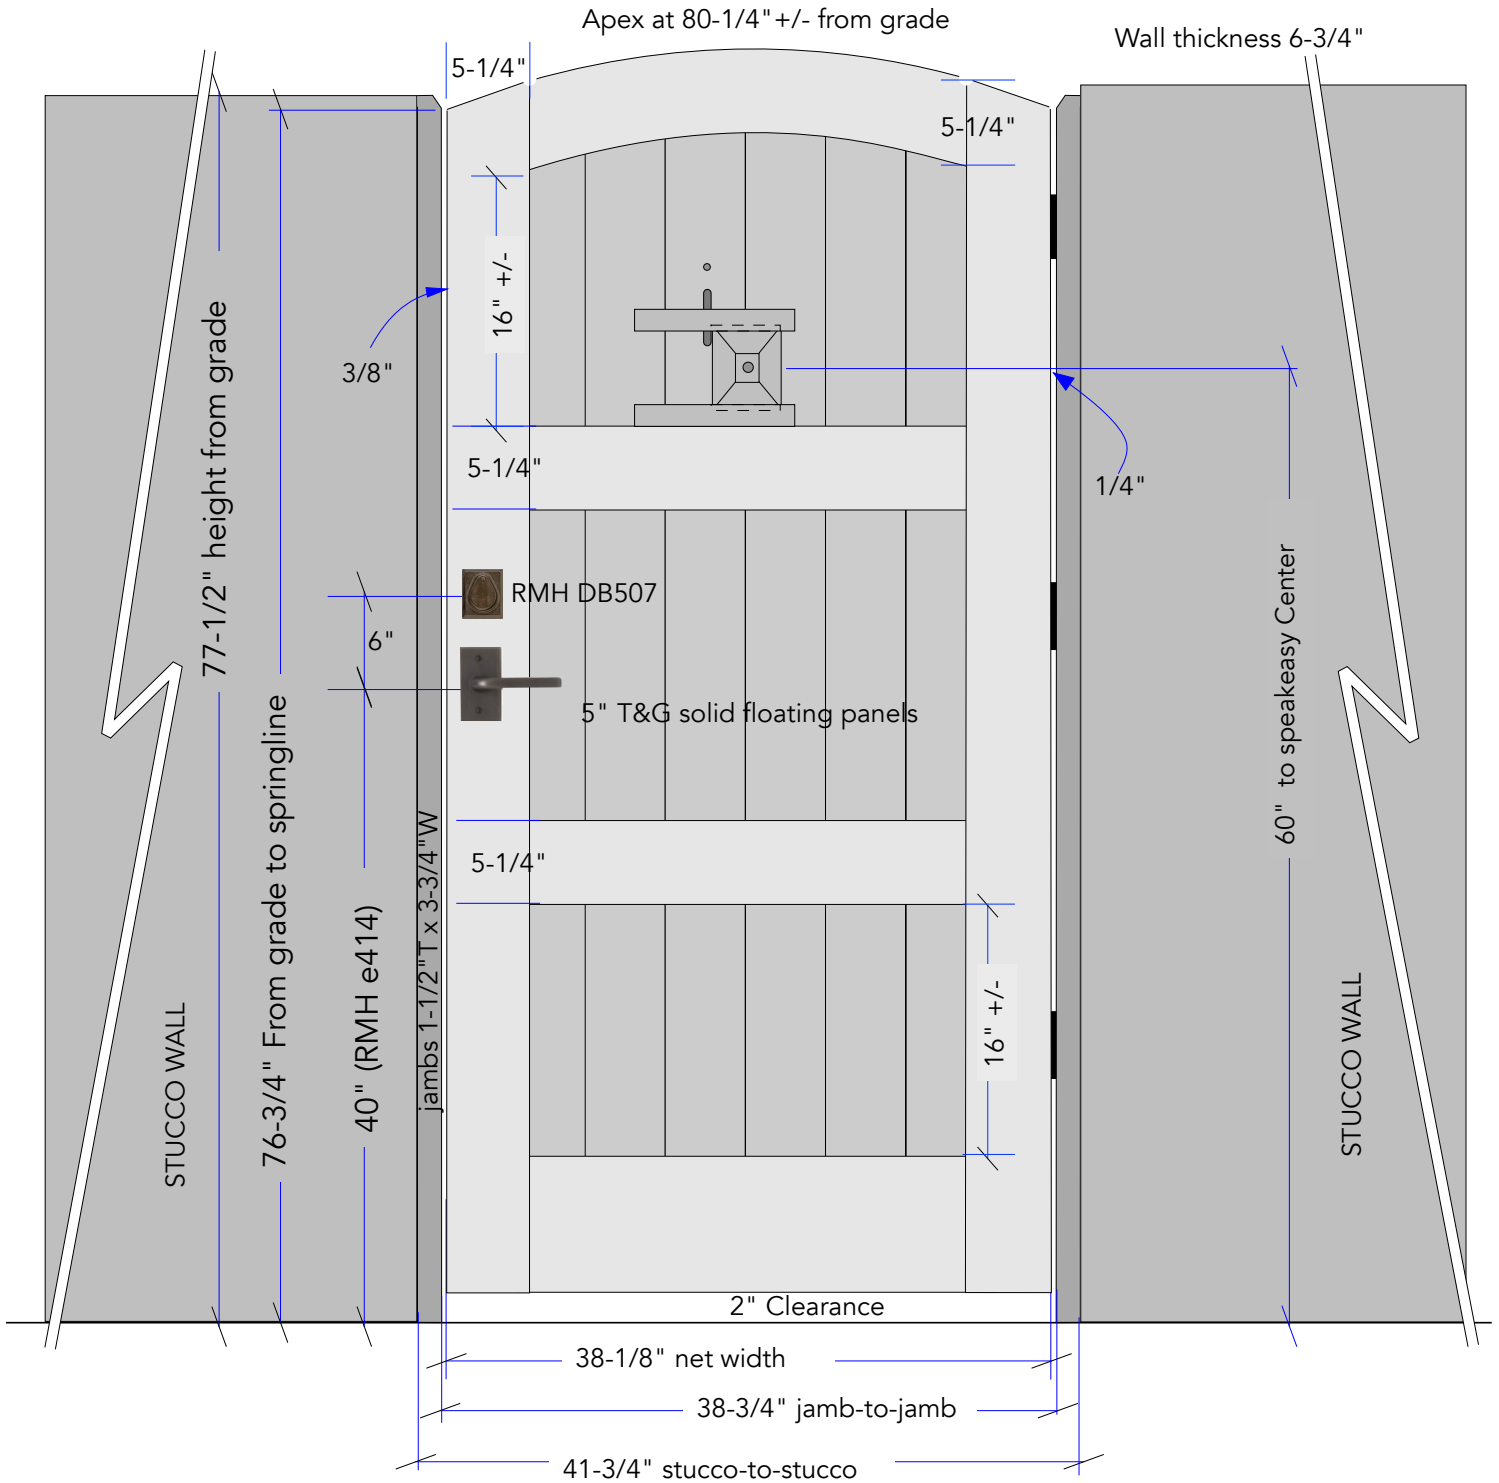 Apex at 80-1/4"+/- from grade
Wall thickness 6-3/4"
5-1/4"
5-1/4"
16" +/-
3/8"
77-1/2" height from grade
5-1/4"
1/4"
RMH DB507
6"
60"  to speakeasy Center
5" T&G solid floating panels
76-3/4" From grade to springline
jambs 1-1/2"T x 3-3/4"W
5-1/4"
40" (RMH e414)
16" +/-
STUCCO WALL
STUCCO WALL
2" Clearance
38-1/8" net width
38-3/4" jamb-to-jamb
41-3/4" stucco-to-stucco